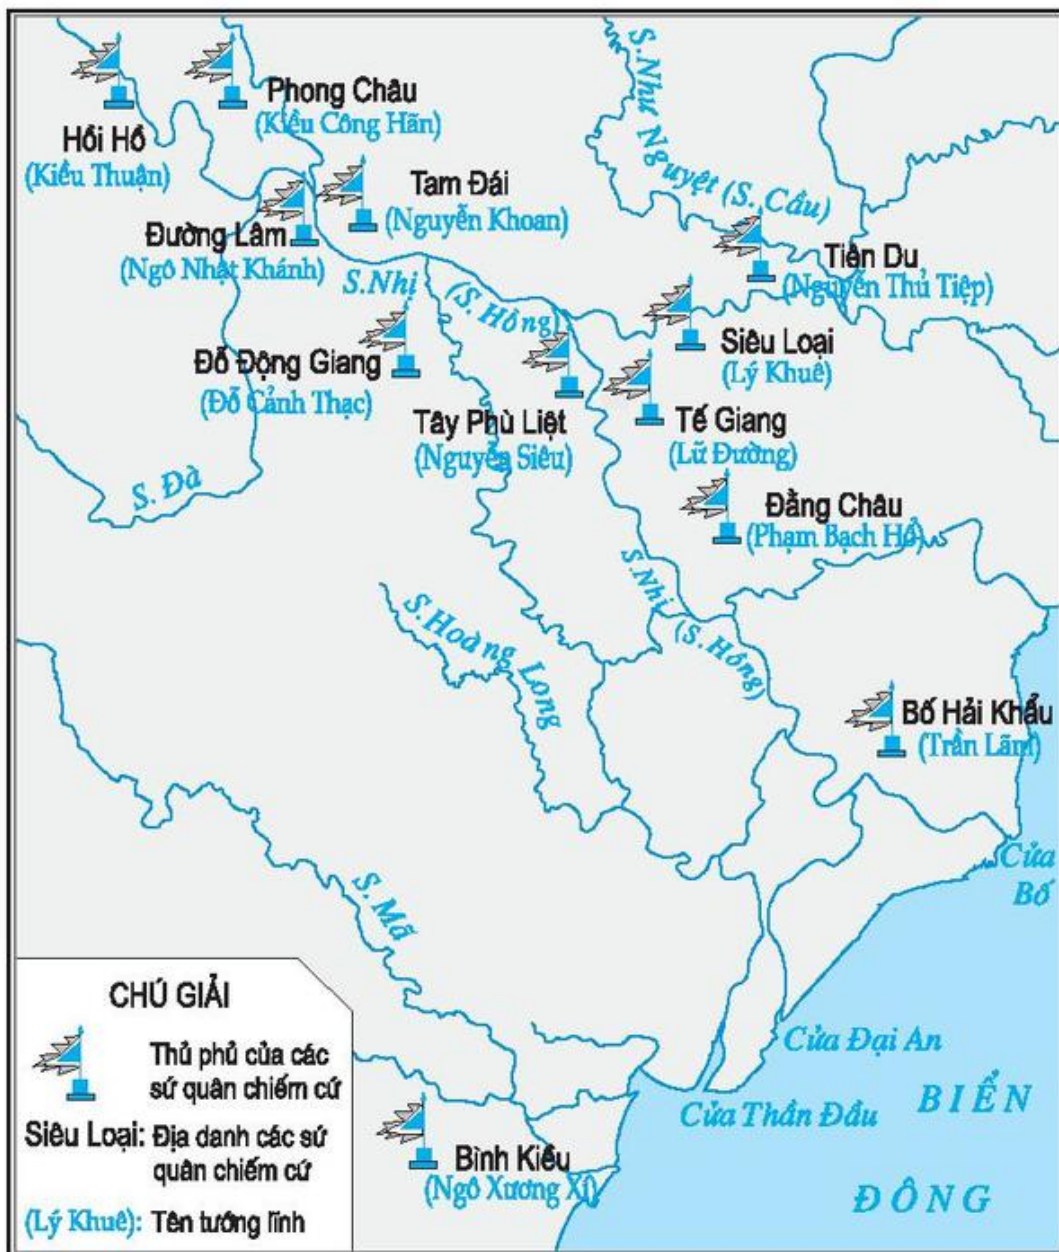 Hồi Hồ
(Kiều Thuận)
Phong Châu
(Kiều Công Hãn)
Tam Đái
(Nguyễn Khoan)
Đường Lâm
(Ngô Nhật Khánh)
S.Như Nguyệt (S. Cầu)
Tiên Du
(Nguyễn Thủ Tiệp)
S.Nhị (S. Hồng)
Siêu Loại
(Lý Khuê)
Đỗ Động Giang
(Đỗ Cảnh Thạc)
Tây Phù Liệt
(Nguyễn Siêu)
Tế Giang
(Lữ Đường)
S. Đà
Đằng Châu
(Phạm Bạch Hổ)
S.Nhị (S. Hồng)
S.Hoàng Long
Bố Hải Khẩu
(Trần Lãm)
Cửa
Bố
S. Mã
Cửa Đại An
Cửa Thần Đầu
BIỂN
ĐÔNG
Bình Kiều
(Ngô Xương Xí)
CHÚ GIẢI
Thủ phủ của các
sứ quân chiếm cứ
Siêu Loại: Địa danh các sứ
quân chiếm cứ
(Lý Khuê): Tên tướng lĩnh